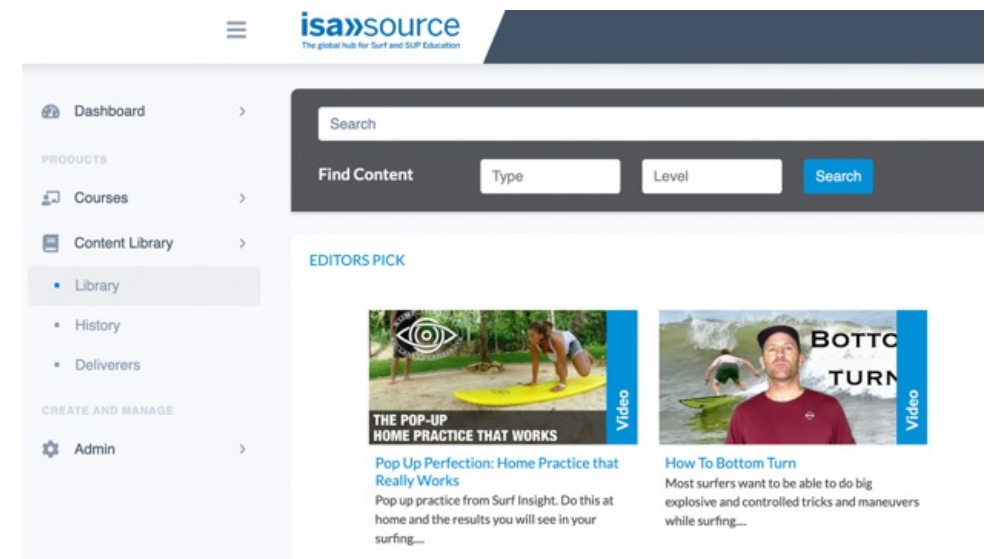 isa»source
The global hub for Surf and SUP Education
Dashboard
PRODUCTS
Courses
Content Library
Library
History
Deliverers
CREATE AND MANAGE
Admin
Search
Find Content
Type
Level
Search
EDITORS PICK
THE POP-UP
HOME PRACTICE THAT WORKS
Video
Pop Up Perfection: Home Practice that
Really Works
Pop up practice from Surf Insight. Do this at
home and the results you will see in your
surfing....
BOTTO
TURN
Video
How To Bottom Turn
Most surfers want to be able to do big
explosive and controlled tricks and maneuvers
while surfing....